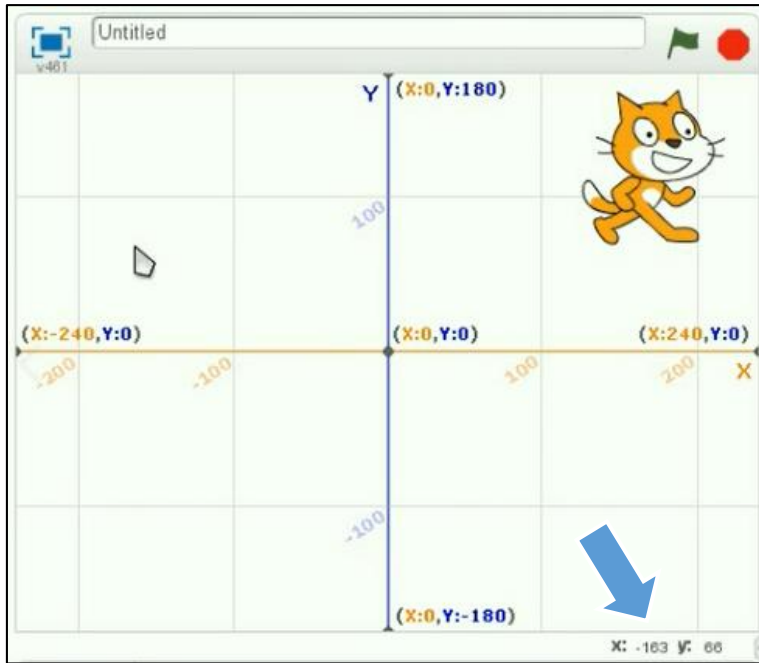 Untitled
v461
Y (X:0,Y:180)
100
(X:-240,Y:0) (X:0,Y:0) (X:240,Y:0)
-200 -100 100 200 X
-100
(X:0,Y:-180)
X: -163 y: 66